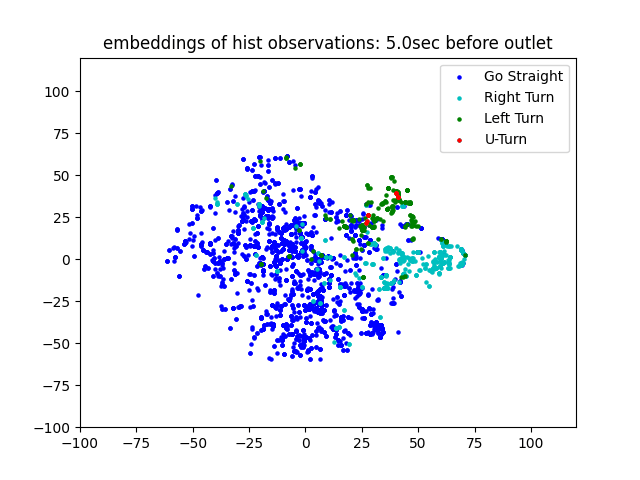 embeddings of hist observations: 5.0sec before outlet
Go Straight
Right Turn
Left Turn
U-Turn
100
75
50
25
0
−25
−50
−75
−100
−100 −75 −50 −25 0 25 50 75 100